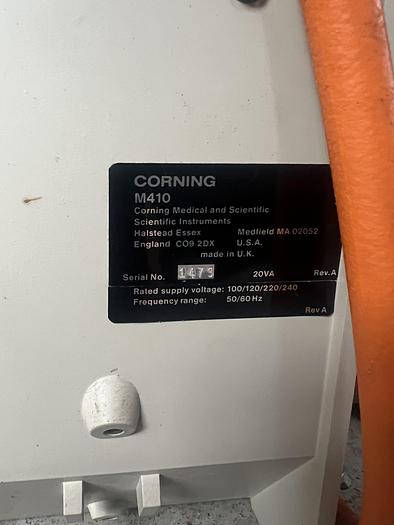 CORNING
M410
Corning Medical and Scientific
Scientific Instruments
Halstead Essex Medfield MA 02052
England CO9 2DX U.S.A.
made in U.K.
Serial No. 1479 20VA Rev.A
Rated supply voltage: 100/120/220/240
Frequency range: 50/60 Hz
Rev A